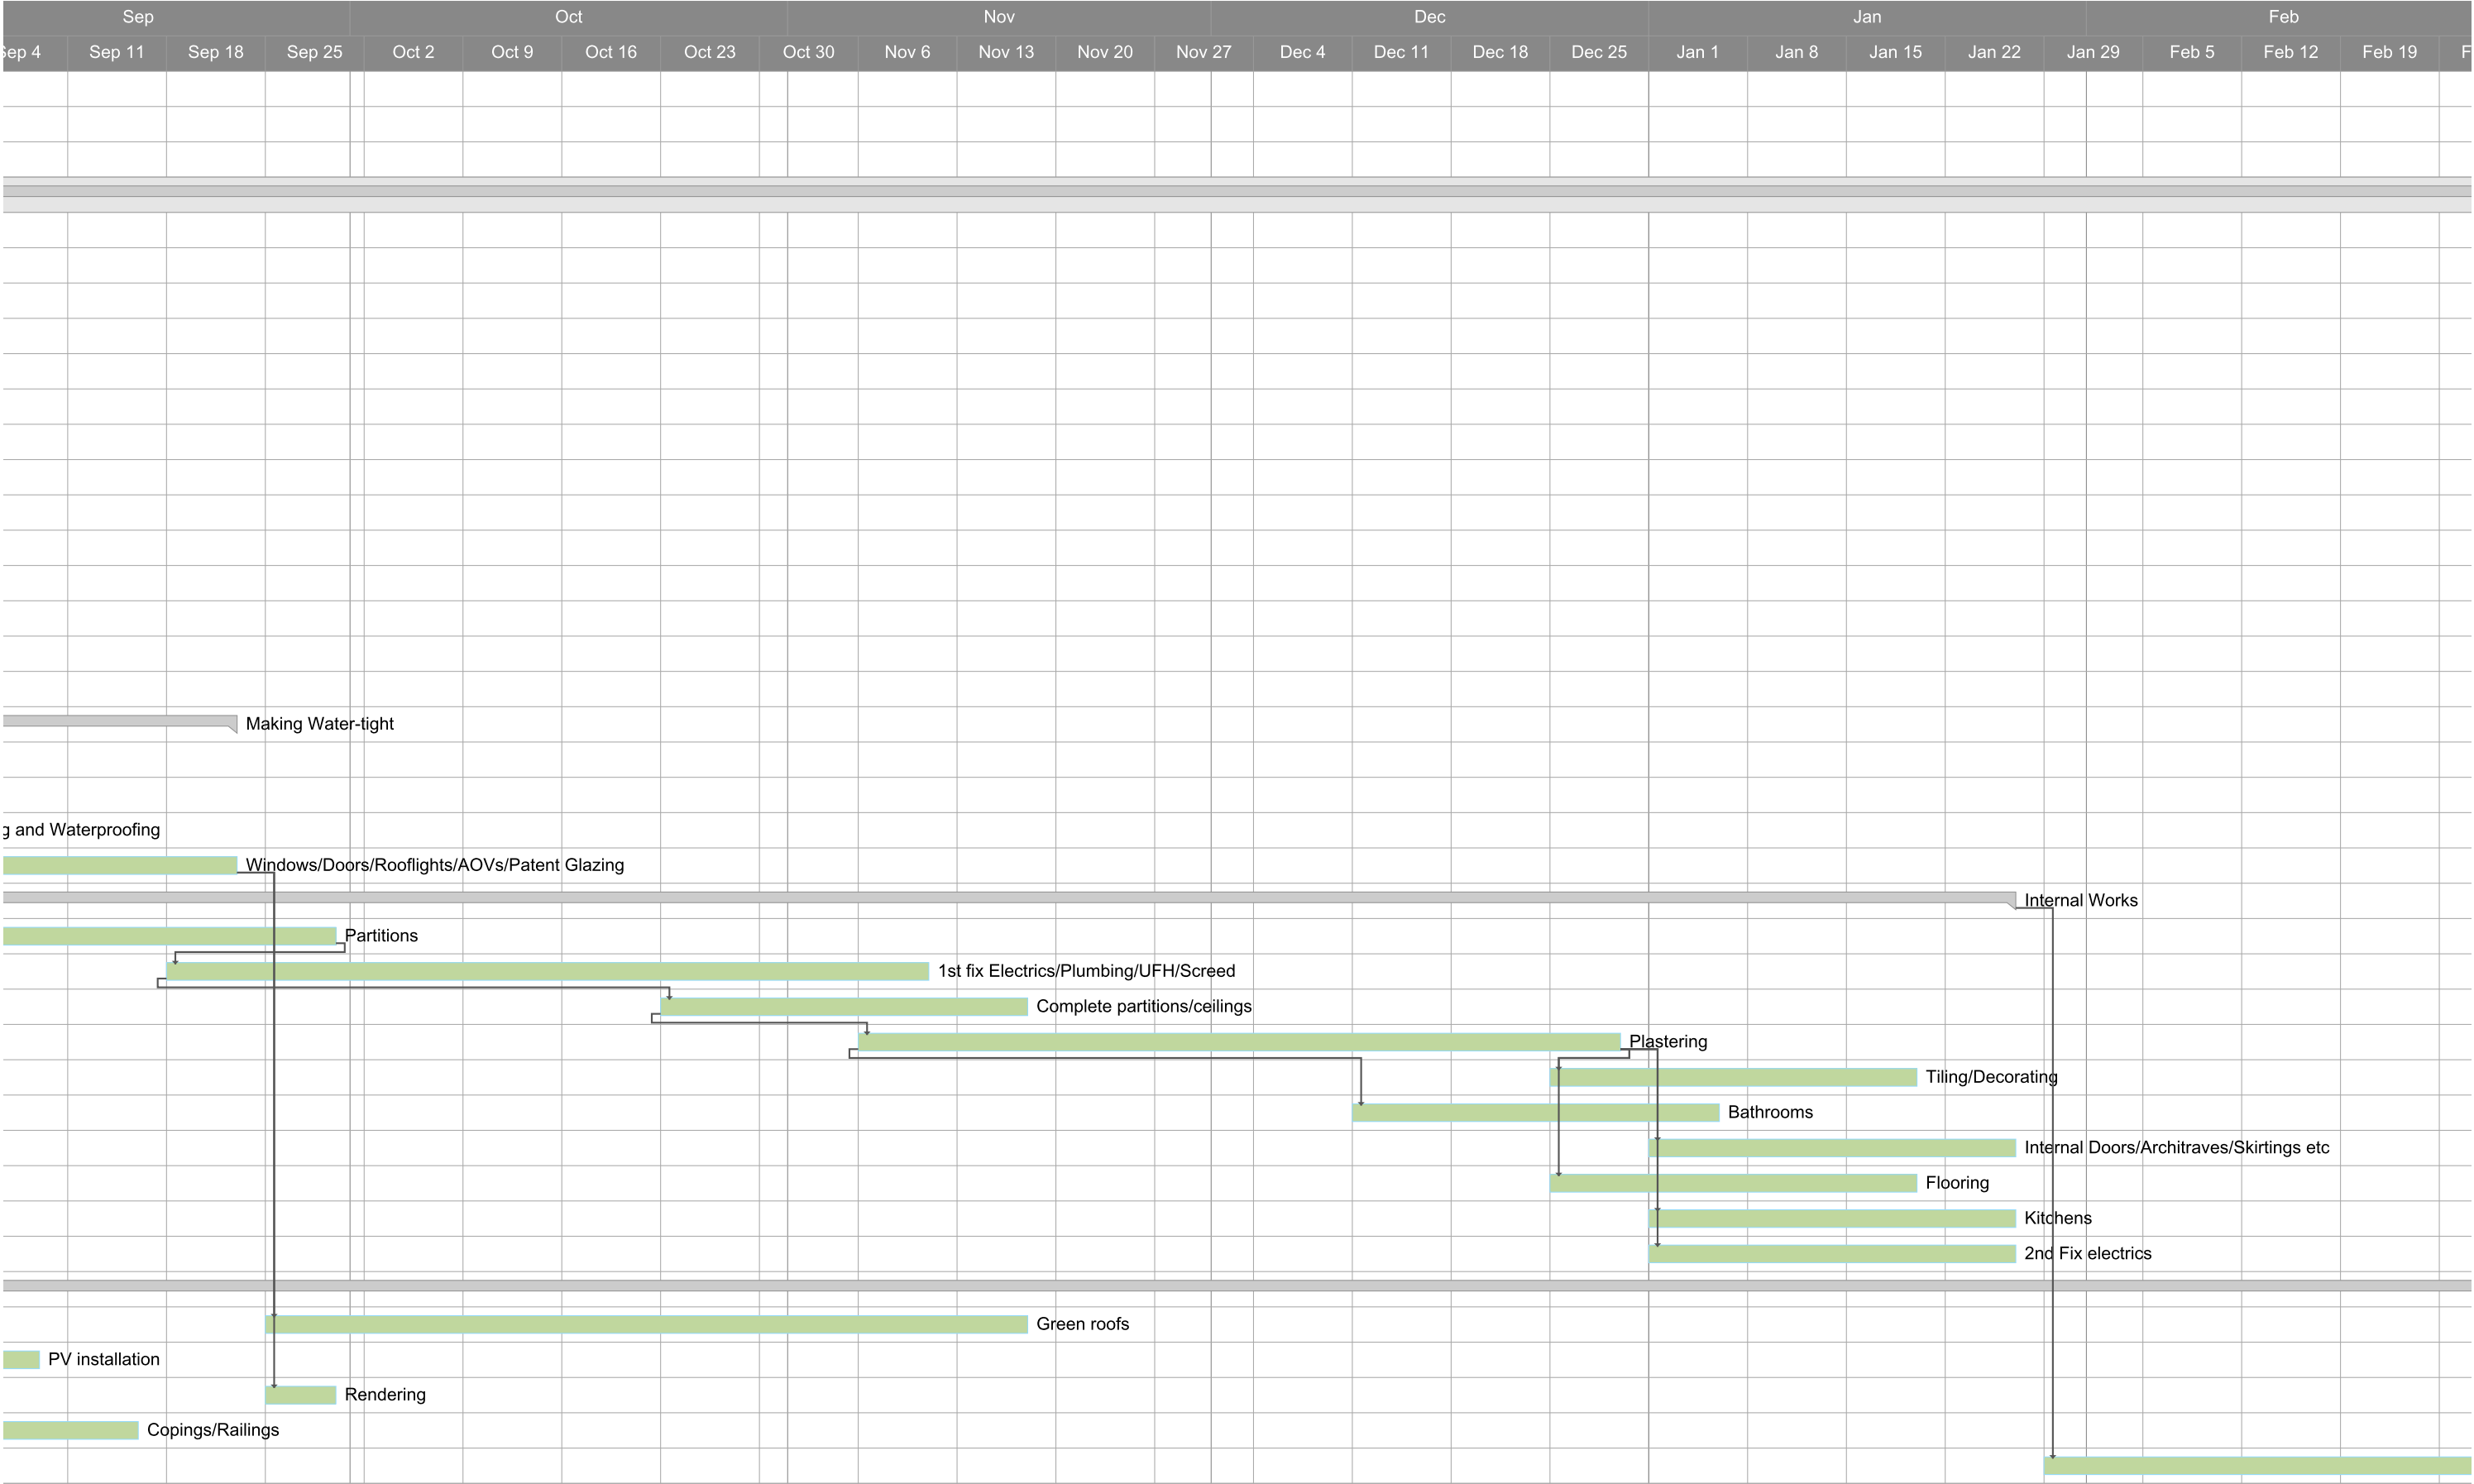 Sep Oct Nov Dec Jan Feb
Sep 4 Sep 11 Sep 18 Sep 25 Oct 2 Oct 9 Oct 16 Oct 23 Oct 30 Nov 6 Nov 13 Nov 20 Nov 27 Dec 4 Dec 11 Dec 18 Dec 25 Jan 1 Jan 8 Jan 15 Jan 22 Jan 29 Feb 5 Feb 12 Feb 19 F
Making Water-tight
g and Waterproofing
Windows/Doors/Rooflights/AOVs/Patent Glazing
Internal Works
Partitions
1st fix Electrics/Plumbing/UFH/Screed
Complete partitions/ceilings
Plastering
Tiling/Decorating
Bathrooms
Internal Doors/Architraves/Skirtings etc
Flooring
Kitchens
2nd Fix electrics
Green roofs
PV installation
Rendering
Copings/Railings